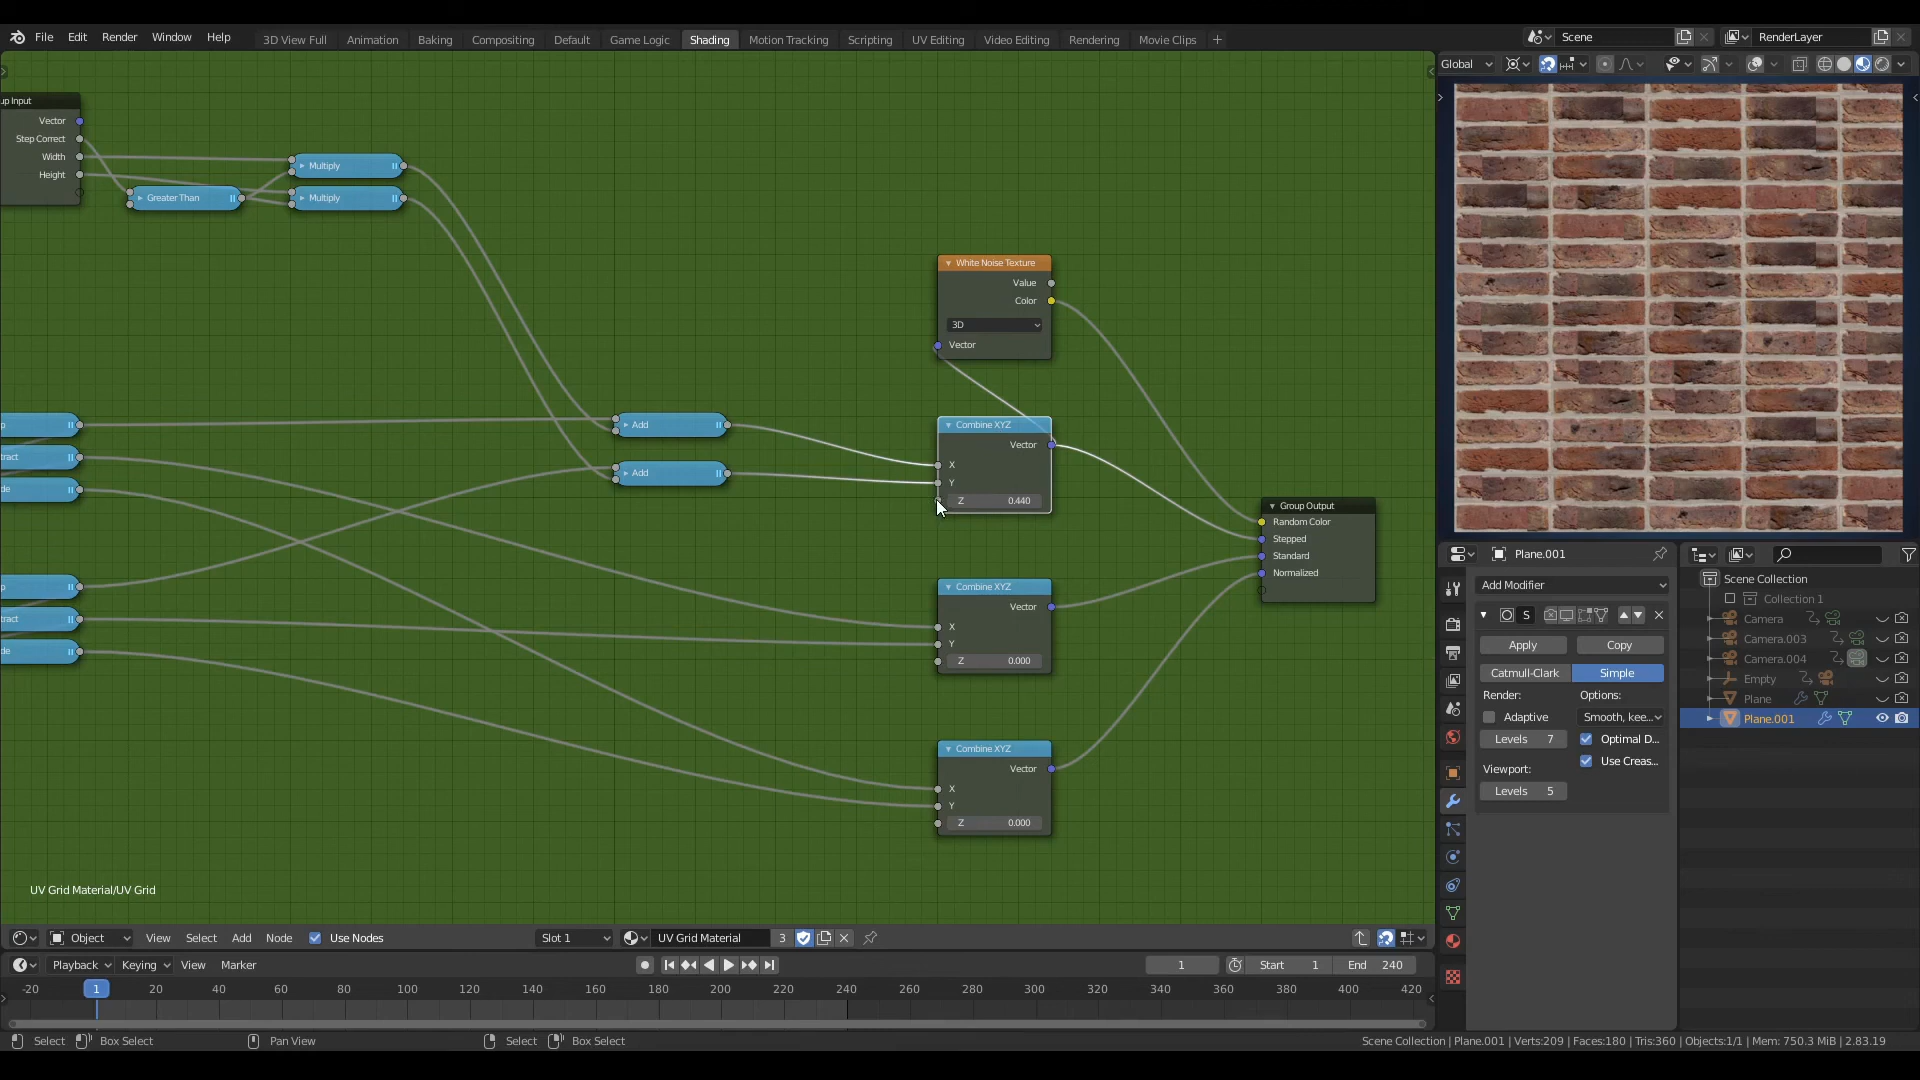 File Edit Render Window Help 3D View Full Animation Baking Compositing Default Game Logic Shading Motion Tracking Scripting UV Editing Video Editing Rendering Movie Clips + Scene RenderLayer
Global
up Input
Vector
Step Correct
Width
Height
Greater Than
Multiply
Multiply
White Noise Texture
Value
Color
3D
Vector
p
tract
de
p
tract
de
Add
Add
Combine XYZ
Vector
X
Y
Z 0.440
Combine XYZ
Vector
X
Y
Z 0.000
Combine XYZ
Vector
X
Y
Z 0.000
Group Output
Random Color
Stepped
Standard
Normalized
UV Grid Material/UV Grid
Plane.001
Add Modifier
S
Apply Copy
Catmull-Clark Simple
Render: Options:
Adaptive Smooth, kee...
Levels 7 Optimal D...
Use Creas...
Viewport:
Levels 5
Scene Collection
Collection 1
Camera
Camera.003
Camera.004
Empty
Plane
Plane.001
Object View Select Add Node Use Nodes Slot 1 UV Grid Material 3
Playback Keying View Marker 1 Start 1 End 240
-20 1 20 40 60 80 100 120 140 160 180 200 220 240 260 280 300 320 340 360 380 400 420
Select Box Select Pan View Select Box Select Scene Collection | Plane.001 | Verts:209 | Faces:180 | Tris:360 | Objects:1/1 | Mem: 750.3 MiB | 2.83.19